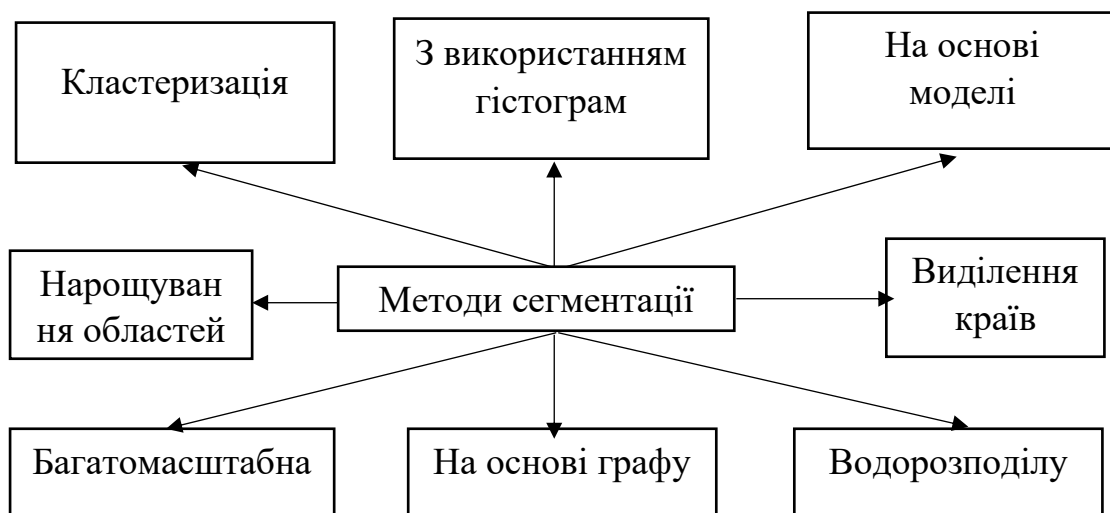 Кластеризація
З використанням
гістограм
На основі
моделі
Нарощуван
ня областей
Методи сегментації
Виділення
країв
Багатомасштабна
На основі графу
Водорозподілу